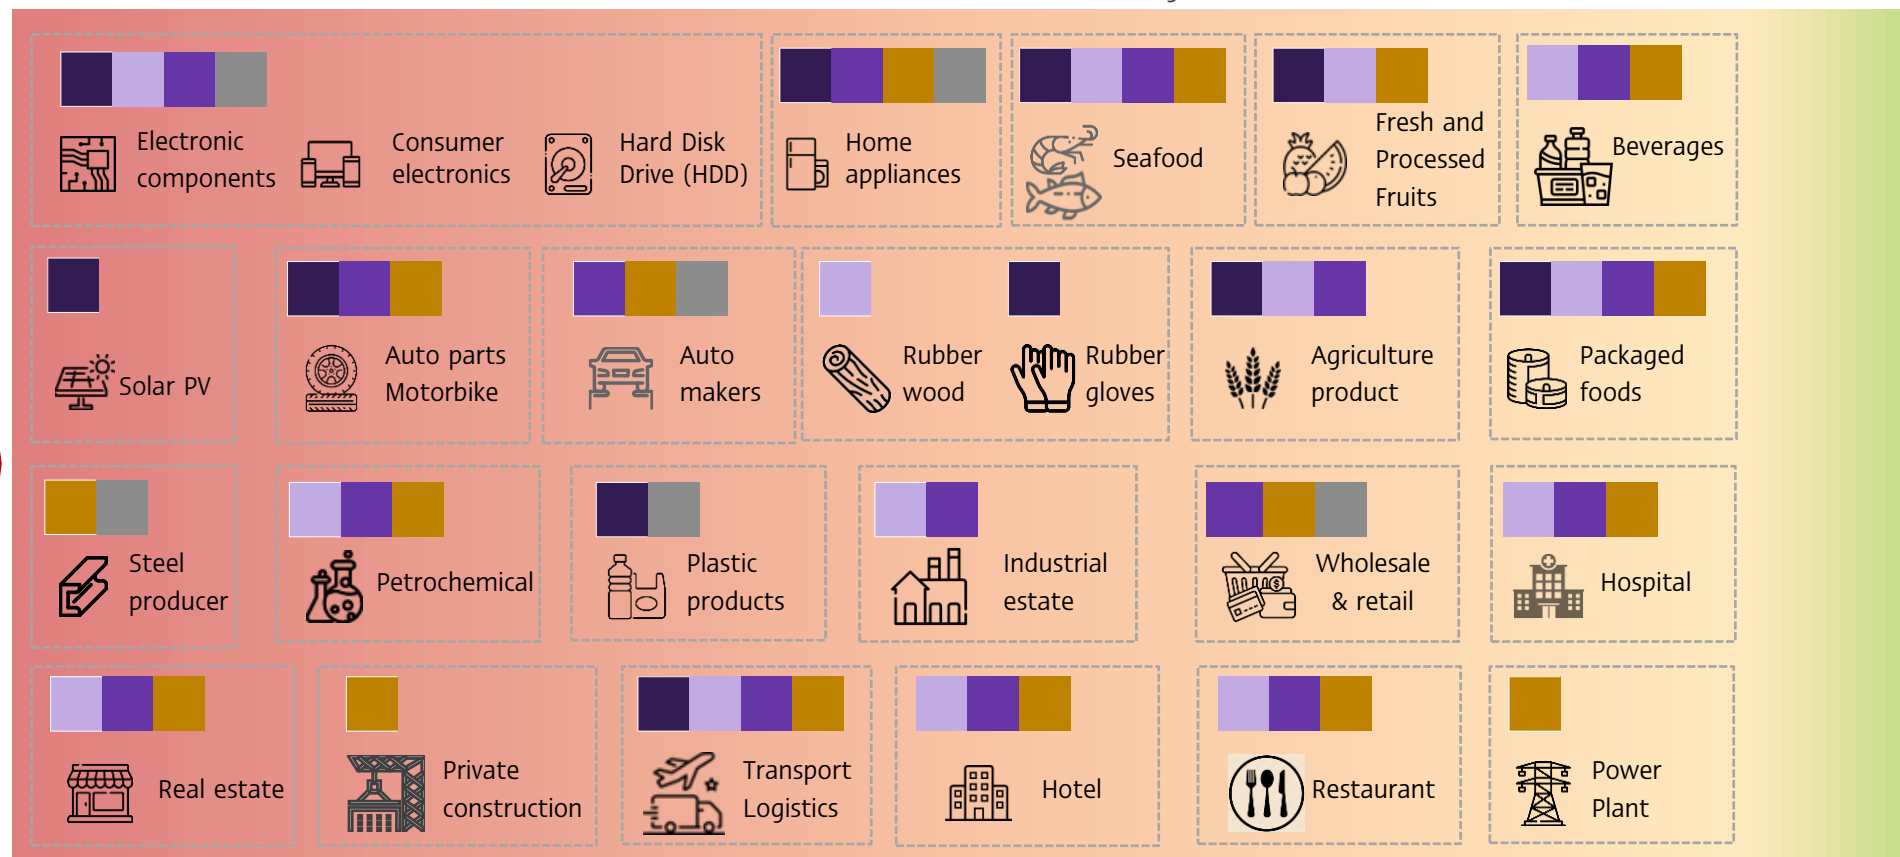 Electronic
components
Consumer
electronics
Hard Disk
Drive (HDD)
Home
appliances
Seafood
Fresh and
Processed
Fruits
Beverages
Solar PV
Auto parts
Motorbike
Auto
makers
Rubber
wood
Rubber
gloves
Agriculture
product
Packaged
foods
Steel
producer
Petrochemical
Plastic
products
Industrial
estate
Wholesale
& retail
Hospital
Real estate
Private
construction
Transport
Logistics
Hotel
Restaurant
Power
Plant